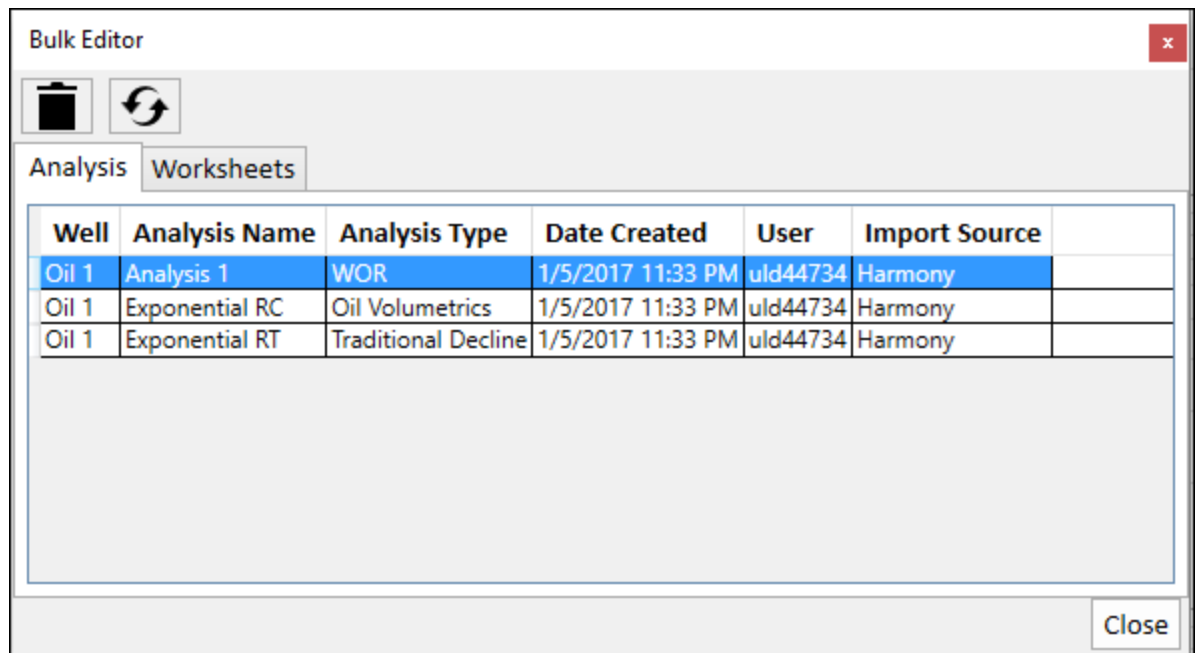 Bulk Editor
x
Analysis Worksheets
Well Analysis Name Analysis Type Date Created User Import Source
Oil 1 Analysis 1 WOR 1/5/2017 11:33 PM uld44734 Harmony
Oil 1 Exponential RC Oil Volumetrics 1/5/2017 11:33 PM uld44734 Harmony
Oil 1 Exponential RT Traditional Decline 1/5/2017 11:33 PM uld44734 Harmony
Close